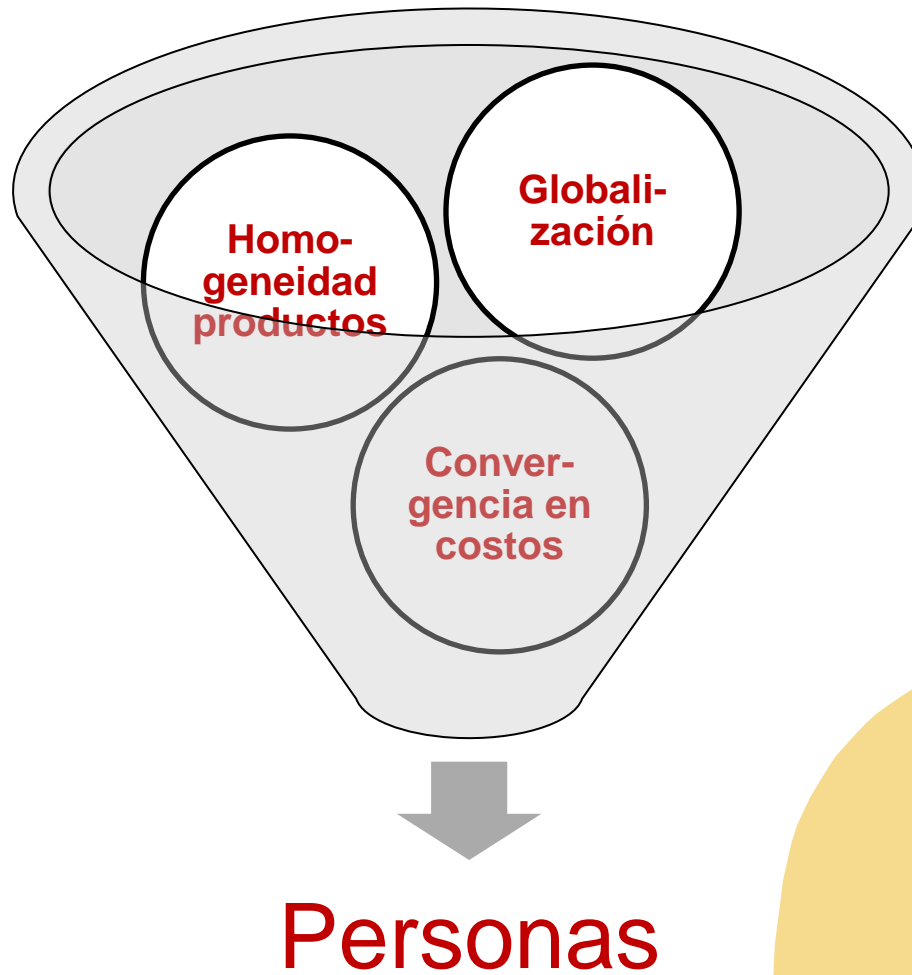 Globali-
zación
Homo-
geneidad
productos
Conver-
gencia en
costos
Personas